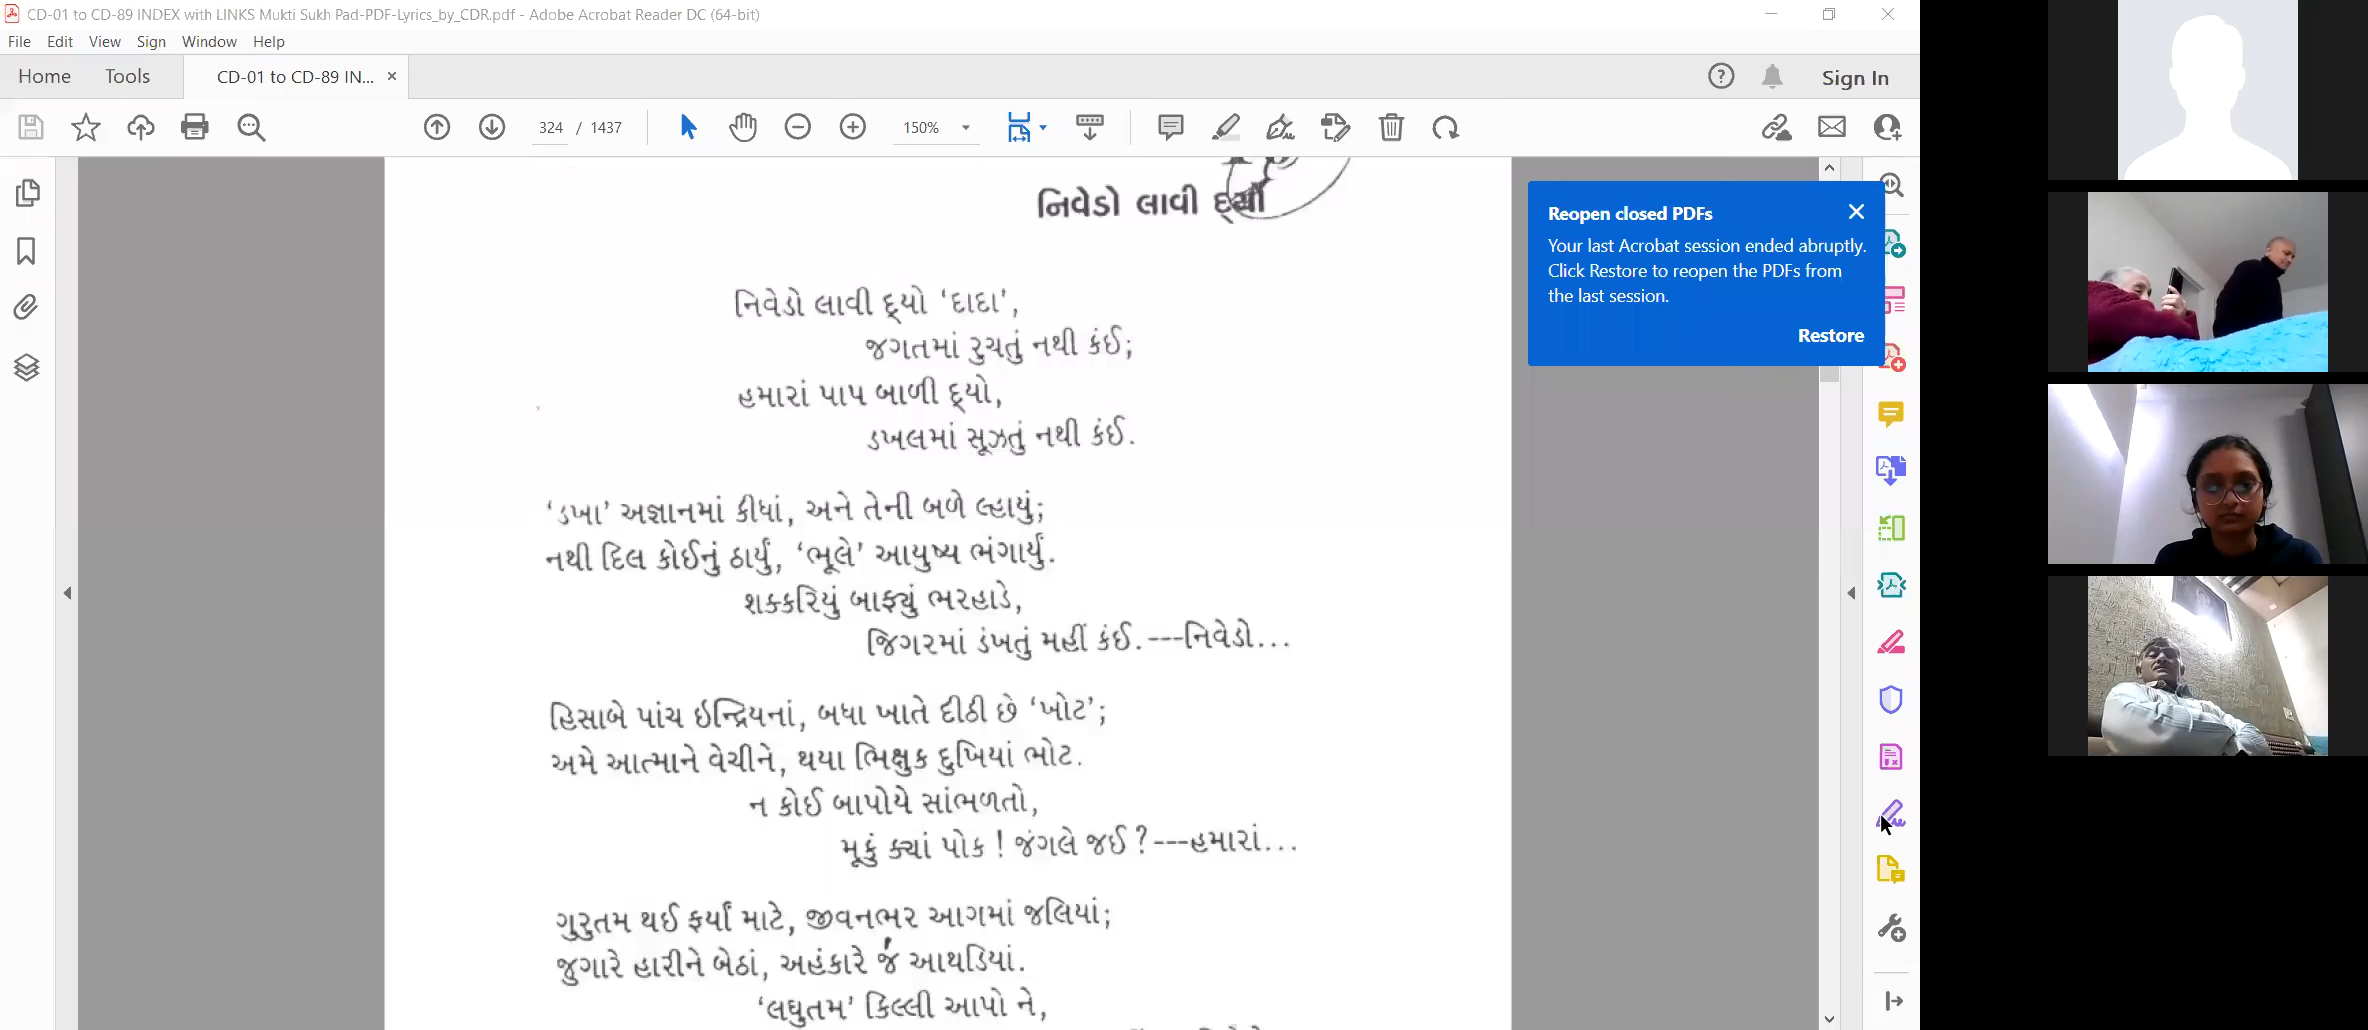 CD-01 to CD-89 INDEX with LINKS Mukti Sukh Pad-PDF-Lyrics_by_CDR.pdf - Adobe Acrobat Reader DC (64-bit)
File Edit View Sign Window Help
Home Tools CD-01 to CD-89 IN... × Sign In
324 / 1437 150%
નિવેડો લાવી દ્યો
Reopen closed PDFs
Your last Acrobat session ended abruptly.
Click Restore to reopen the PDFs from
the last session.
Restore
નિવેડો લાવી દ્યો ‘દાદા’,
જગતમાં રુચતું નથી કંઈ;
હમારાં પાપ બાળી દ્યો,
ડખલમાં સૂઝતું નથી કંઈ.
‘ડખા’ અજ્ઞાનમાં કીધાં, અને તેની બળે લ્હાયું;
નથી દિલ કોઈનું ઠાર્યું, ‘ભૂલે’ આયુષ્ય ભંગાર્યું.
શક્કરિયું બાફ્યું ભરહાડે,
જિગરમાં ડંખતું મહીં કંઈ.---નિવેડો...
હિસાબે પાંચ ઇન્દ્રિયનાં, બધા ખાતે દીઠી છે ‘ખોટ’;
અમે આત્માને વેચીને, થયા ભિક્ષુક દુખિયાં ભોટ.
ન કોઈ બાપોયે સાંભળતો,
મૂકું ક્યાં પોક ! જંગલે જઈ ?---હમારાં...
ગુરુતમ થઈ ફર્યાં માટે, જીવનભર આગમાં જલિયાં;
જુગારે હારીને બેઠાં, અહંકારે જ આથડિયાં.
‘લઘુતમ’ કિલ્લી આપો ને,